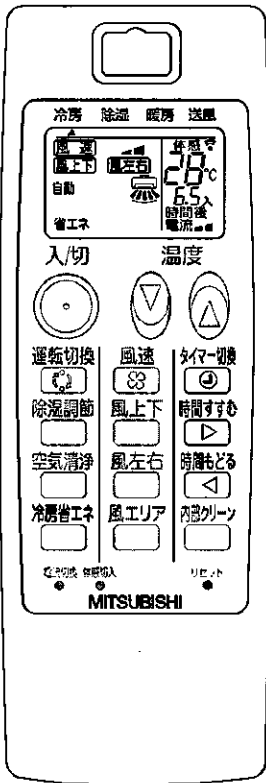 冷房 除湿 暖房 送風
風速 体感
風上下 風左右 28℃
自動 6.5入
時間後
省エネ 電流
入/切 温度
運転切換 風速 タイマー切換
除湿調節 風上下 時間すすむ
空気清浄 風左右 時間もどる
冷房省エネ 風エリア 内部クリーン
リセット
MITSUBISHI